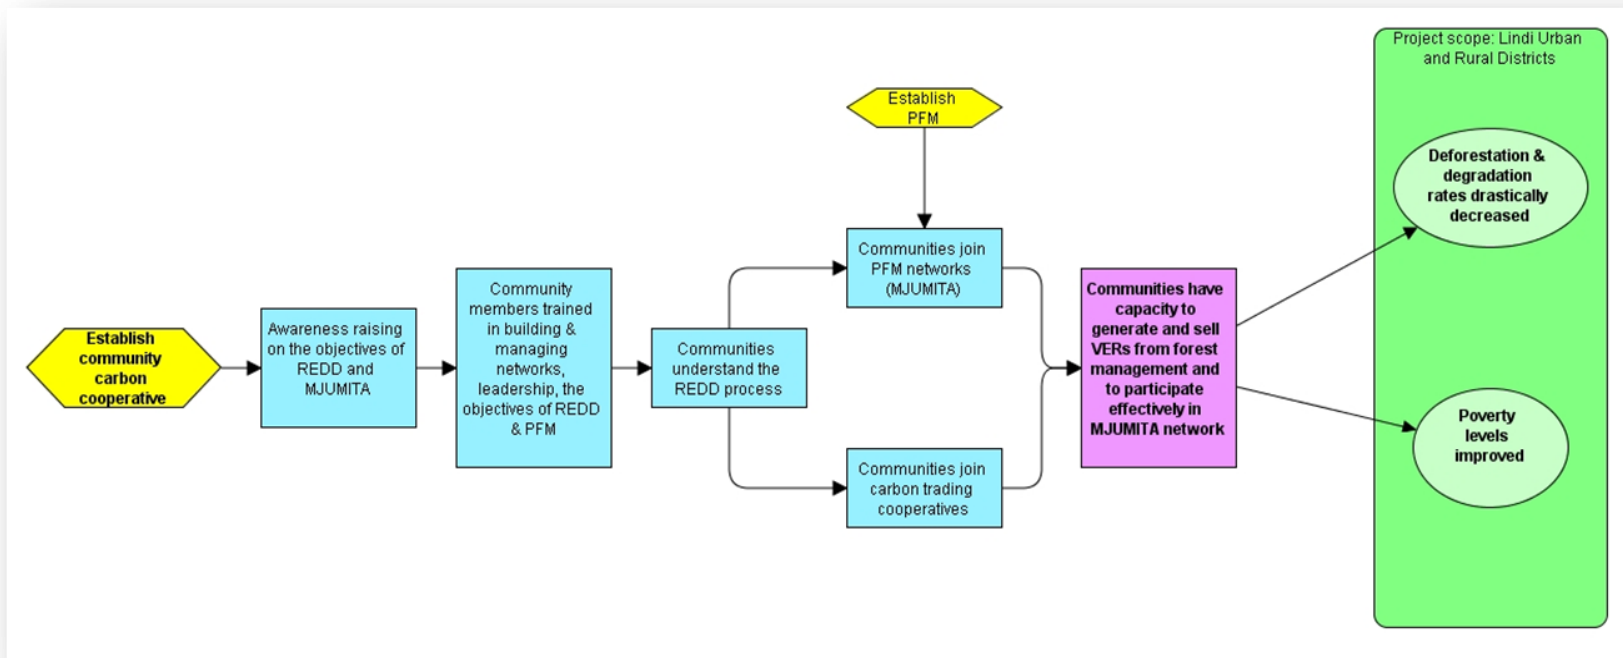 Establish
community
carbon
cooperative
Awareness raising
on the objectives of
REDD and
MJUMITA
Community
members trained
in building &
managing
networks,
leadership, the
objectives of REDD
& PFM
Communities
understand the
REDD process
Establish
PFM
Communities join
PFM networks
(MJUMITA)
Communities join
carbon trading
cooperatives
Communities have
capacity to
generate and sell
VERs from forest
management and
to participate
effectively in
MJUMITA network
Project scope: Lindi Urban
and Rural Districts
Deforestation &
degradation
rates drastically
decreased
Poverty
levels
improved